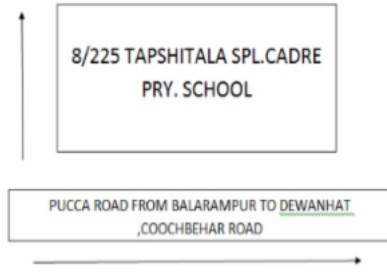 8/225 TAPSHITALA SPL.CADRE
PRY. SCHOOL
PUCCA ROAD FROM BALARAMPUR TO DEWANHAT
,COOCHBEHAR ROAD